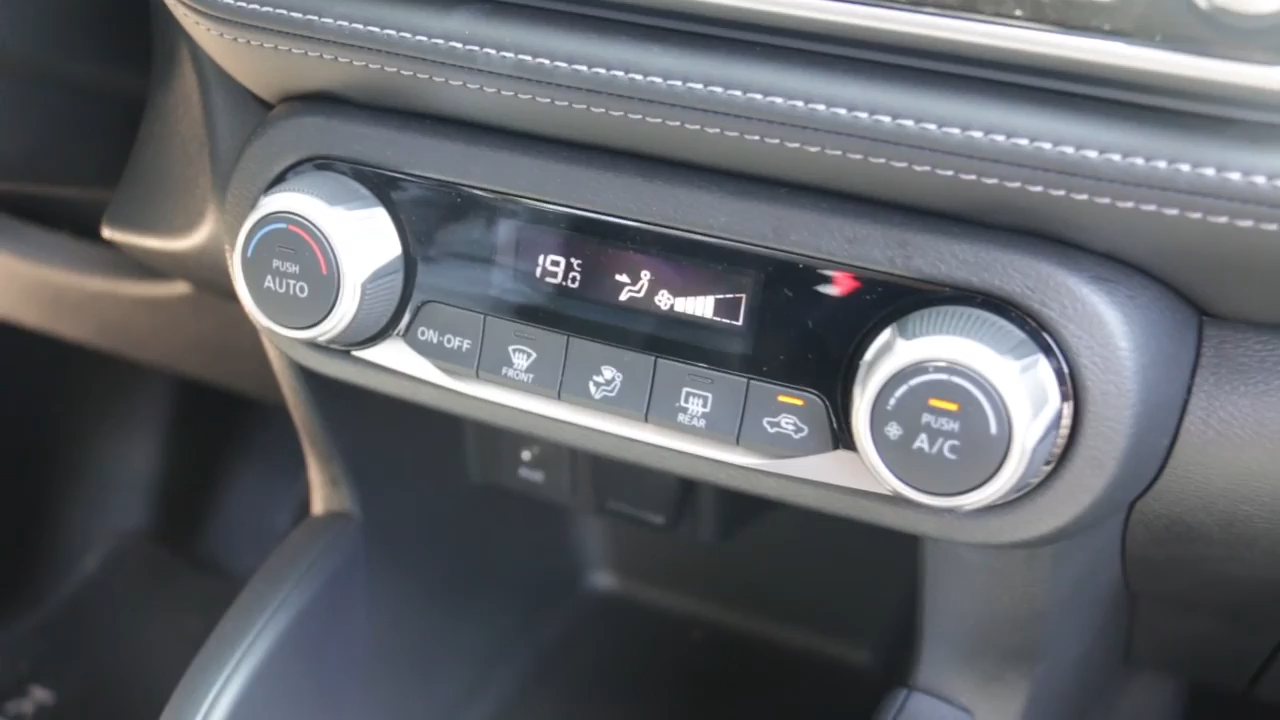 PUSH
AUTO
19.0°C
ON·OFF
FRONT
REAR
PUSH
A/C